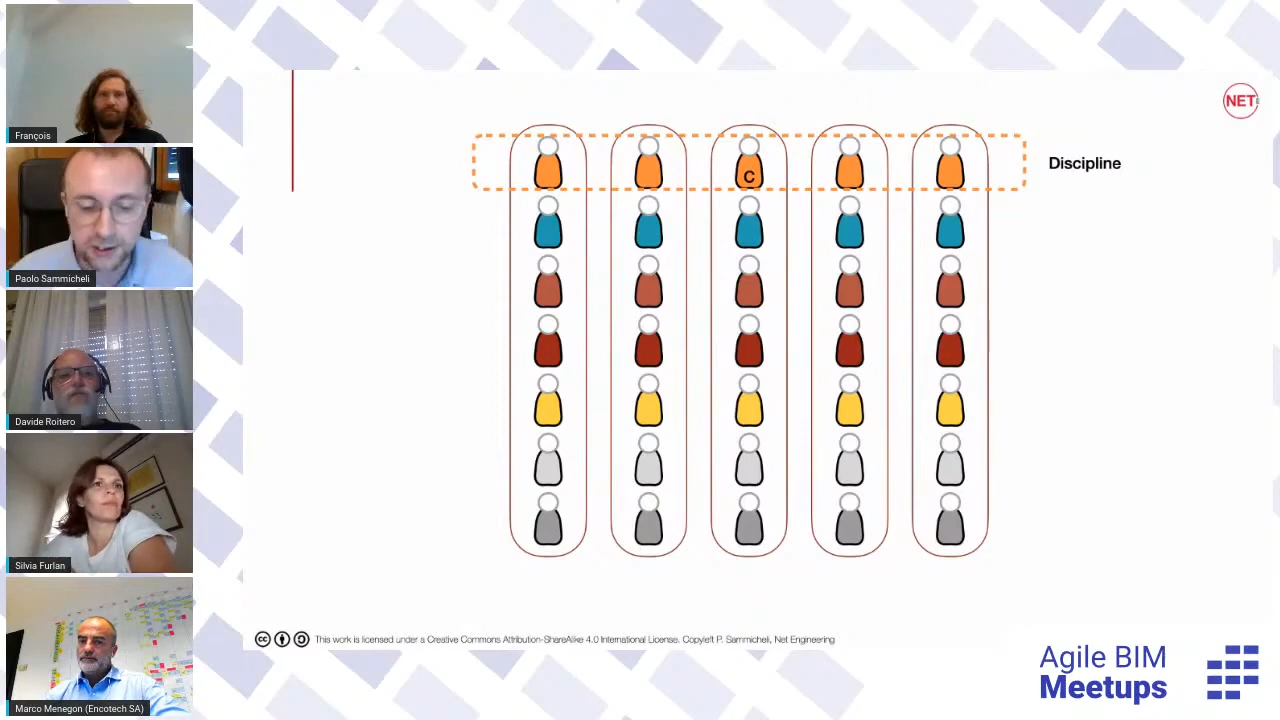 François
Paolo Sammicheli
Davide Roitero
Silvia Furlan
Marco Menegon (Encotech SA)
NET
Discipline
C
This work is licensed under a Creative Commons Attribution-ShareAlike 4.0 International License. Copyleft P. Sammicheli, Net Engineering
Agile BIM
Meetups